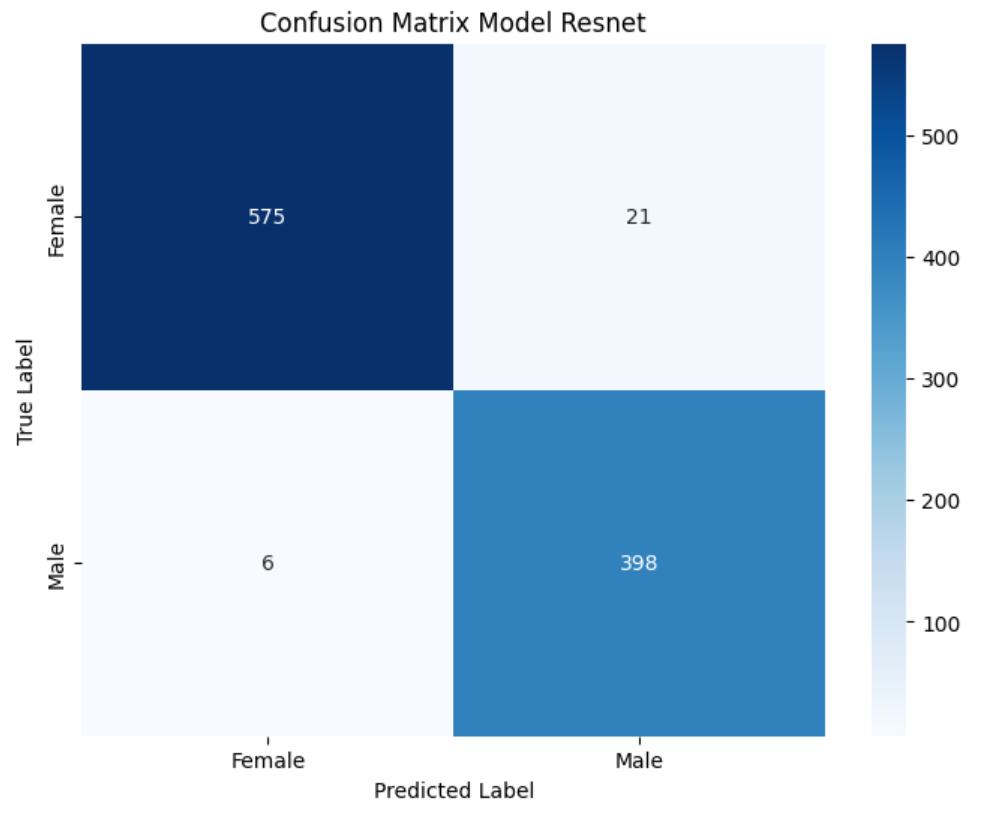 Confusion Matrix Model Resnet
True Label
Female
Male
575
21
6
398
Female
Male
Predicted Label
500
400
300
200
100